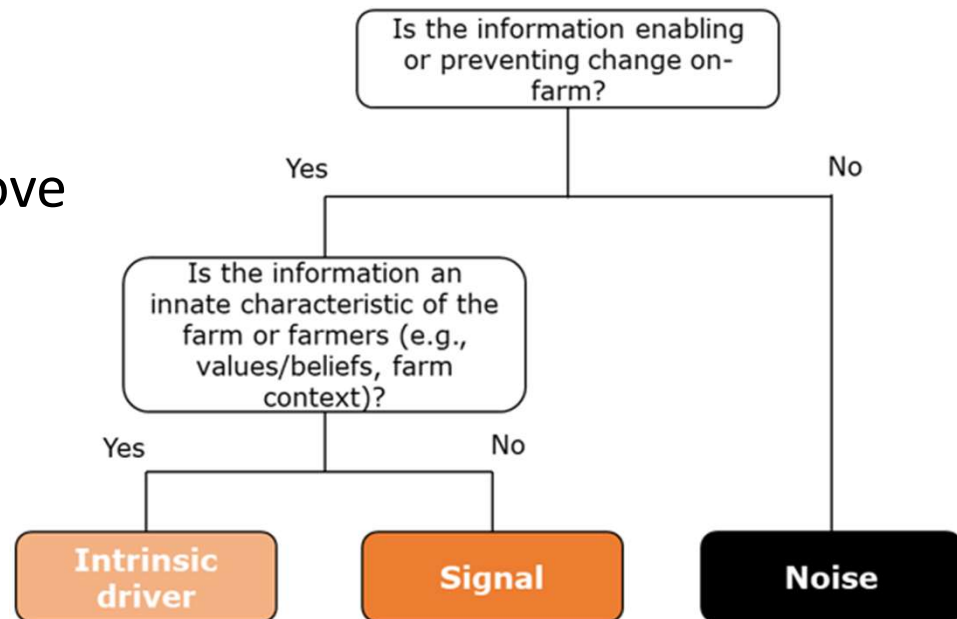 Is the information enabling
or preventing change on-
farm?
Yes
No
ove
Is the information an
innate characteristic of the
farm or farmers (e.g.,
values/beliefs, farm
context)?
Yes
No
Intrinsic
driver
Signal
Noise